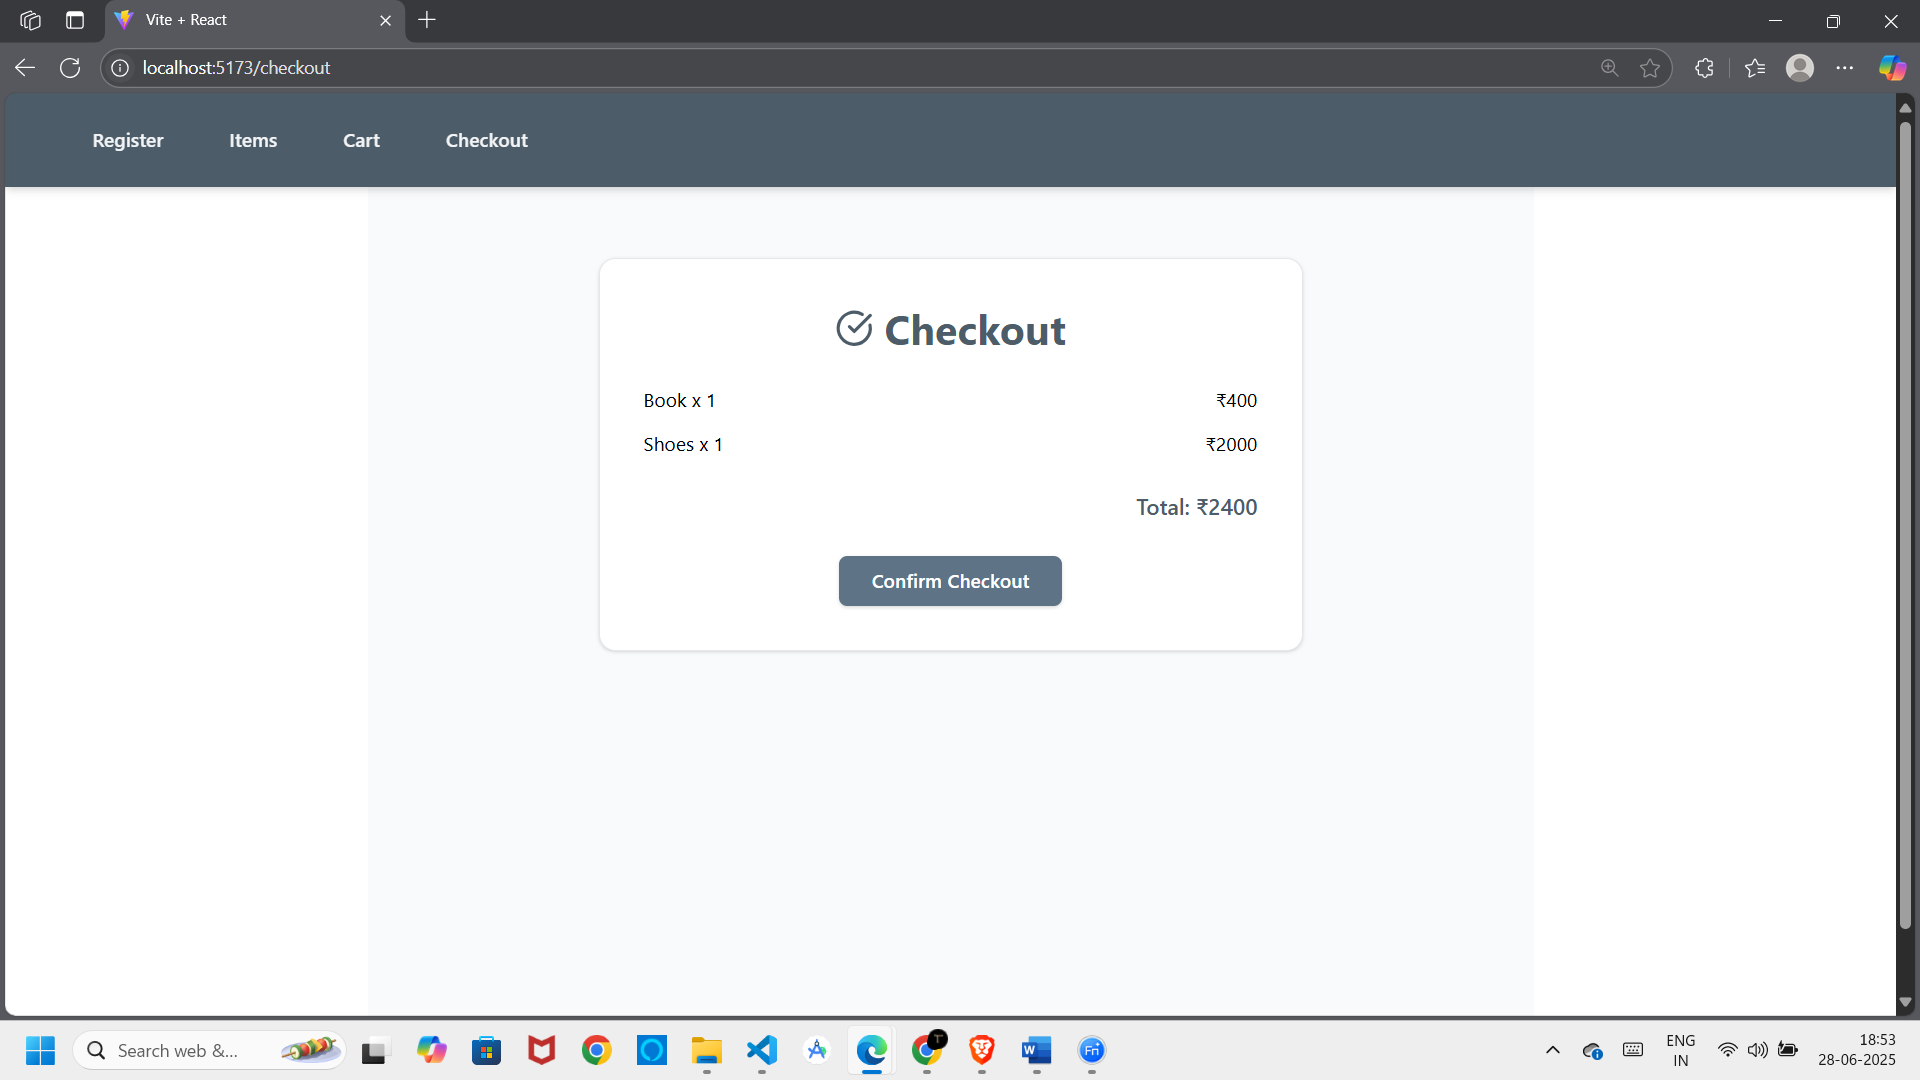 Vite + React
localhost:5173/checkout
Register Items Cart Checkout
Checkout
Book x 1 ₹400
Shoes x 1 ₹2000
Total: ₹2400
Confirm Checkout
Search web &...
T
W
Fn
ENG
IN
18:53
28-06-2025